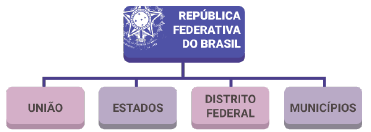 REPÚBLICA
FEDERATIVA
DO BRASIL
UNIÃO
ESTADOS
DISTRITO
FEDERAL
MUNICÍPIOS